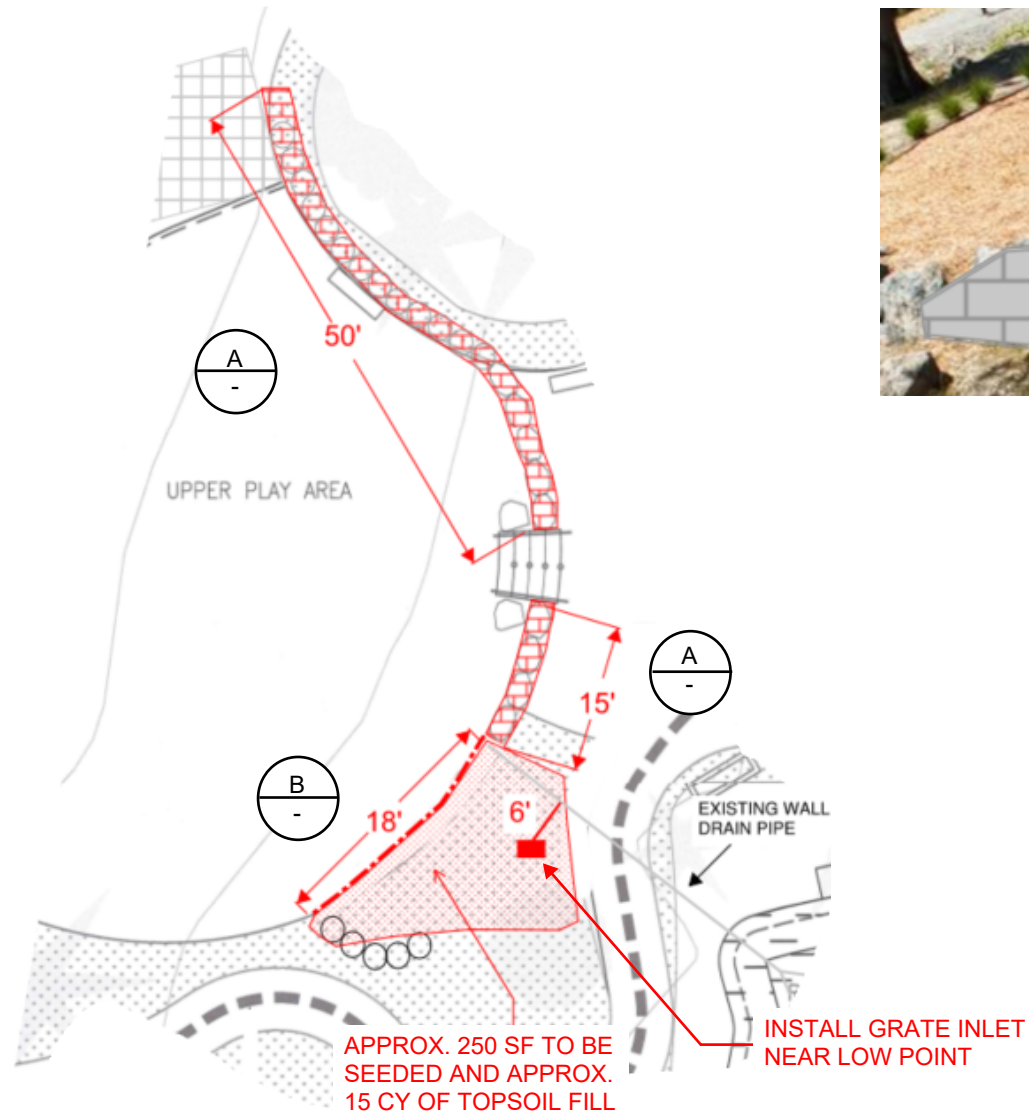 50'
A
-
UPPER PLAY AREA
A
-
15'
B
-
18'
6'
EXISTING WALL
DRAIN PIPE
APPROX. 250 SF TO BE
SEEDED AND APPROX.
15 CY OF TOPSOIL FILL
INSTALL GRATE INLET
NEAR LOW POINT